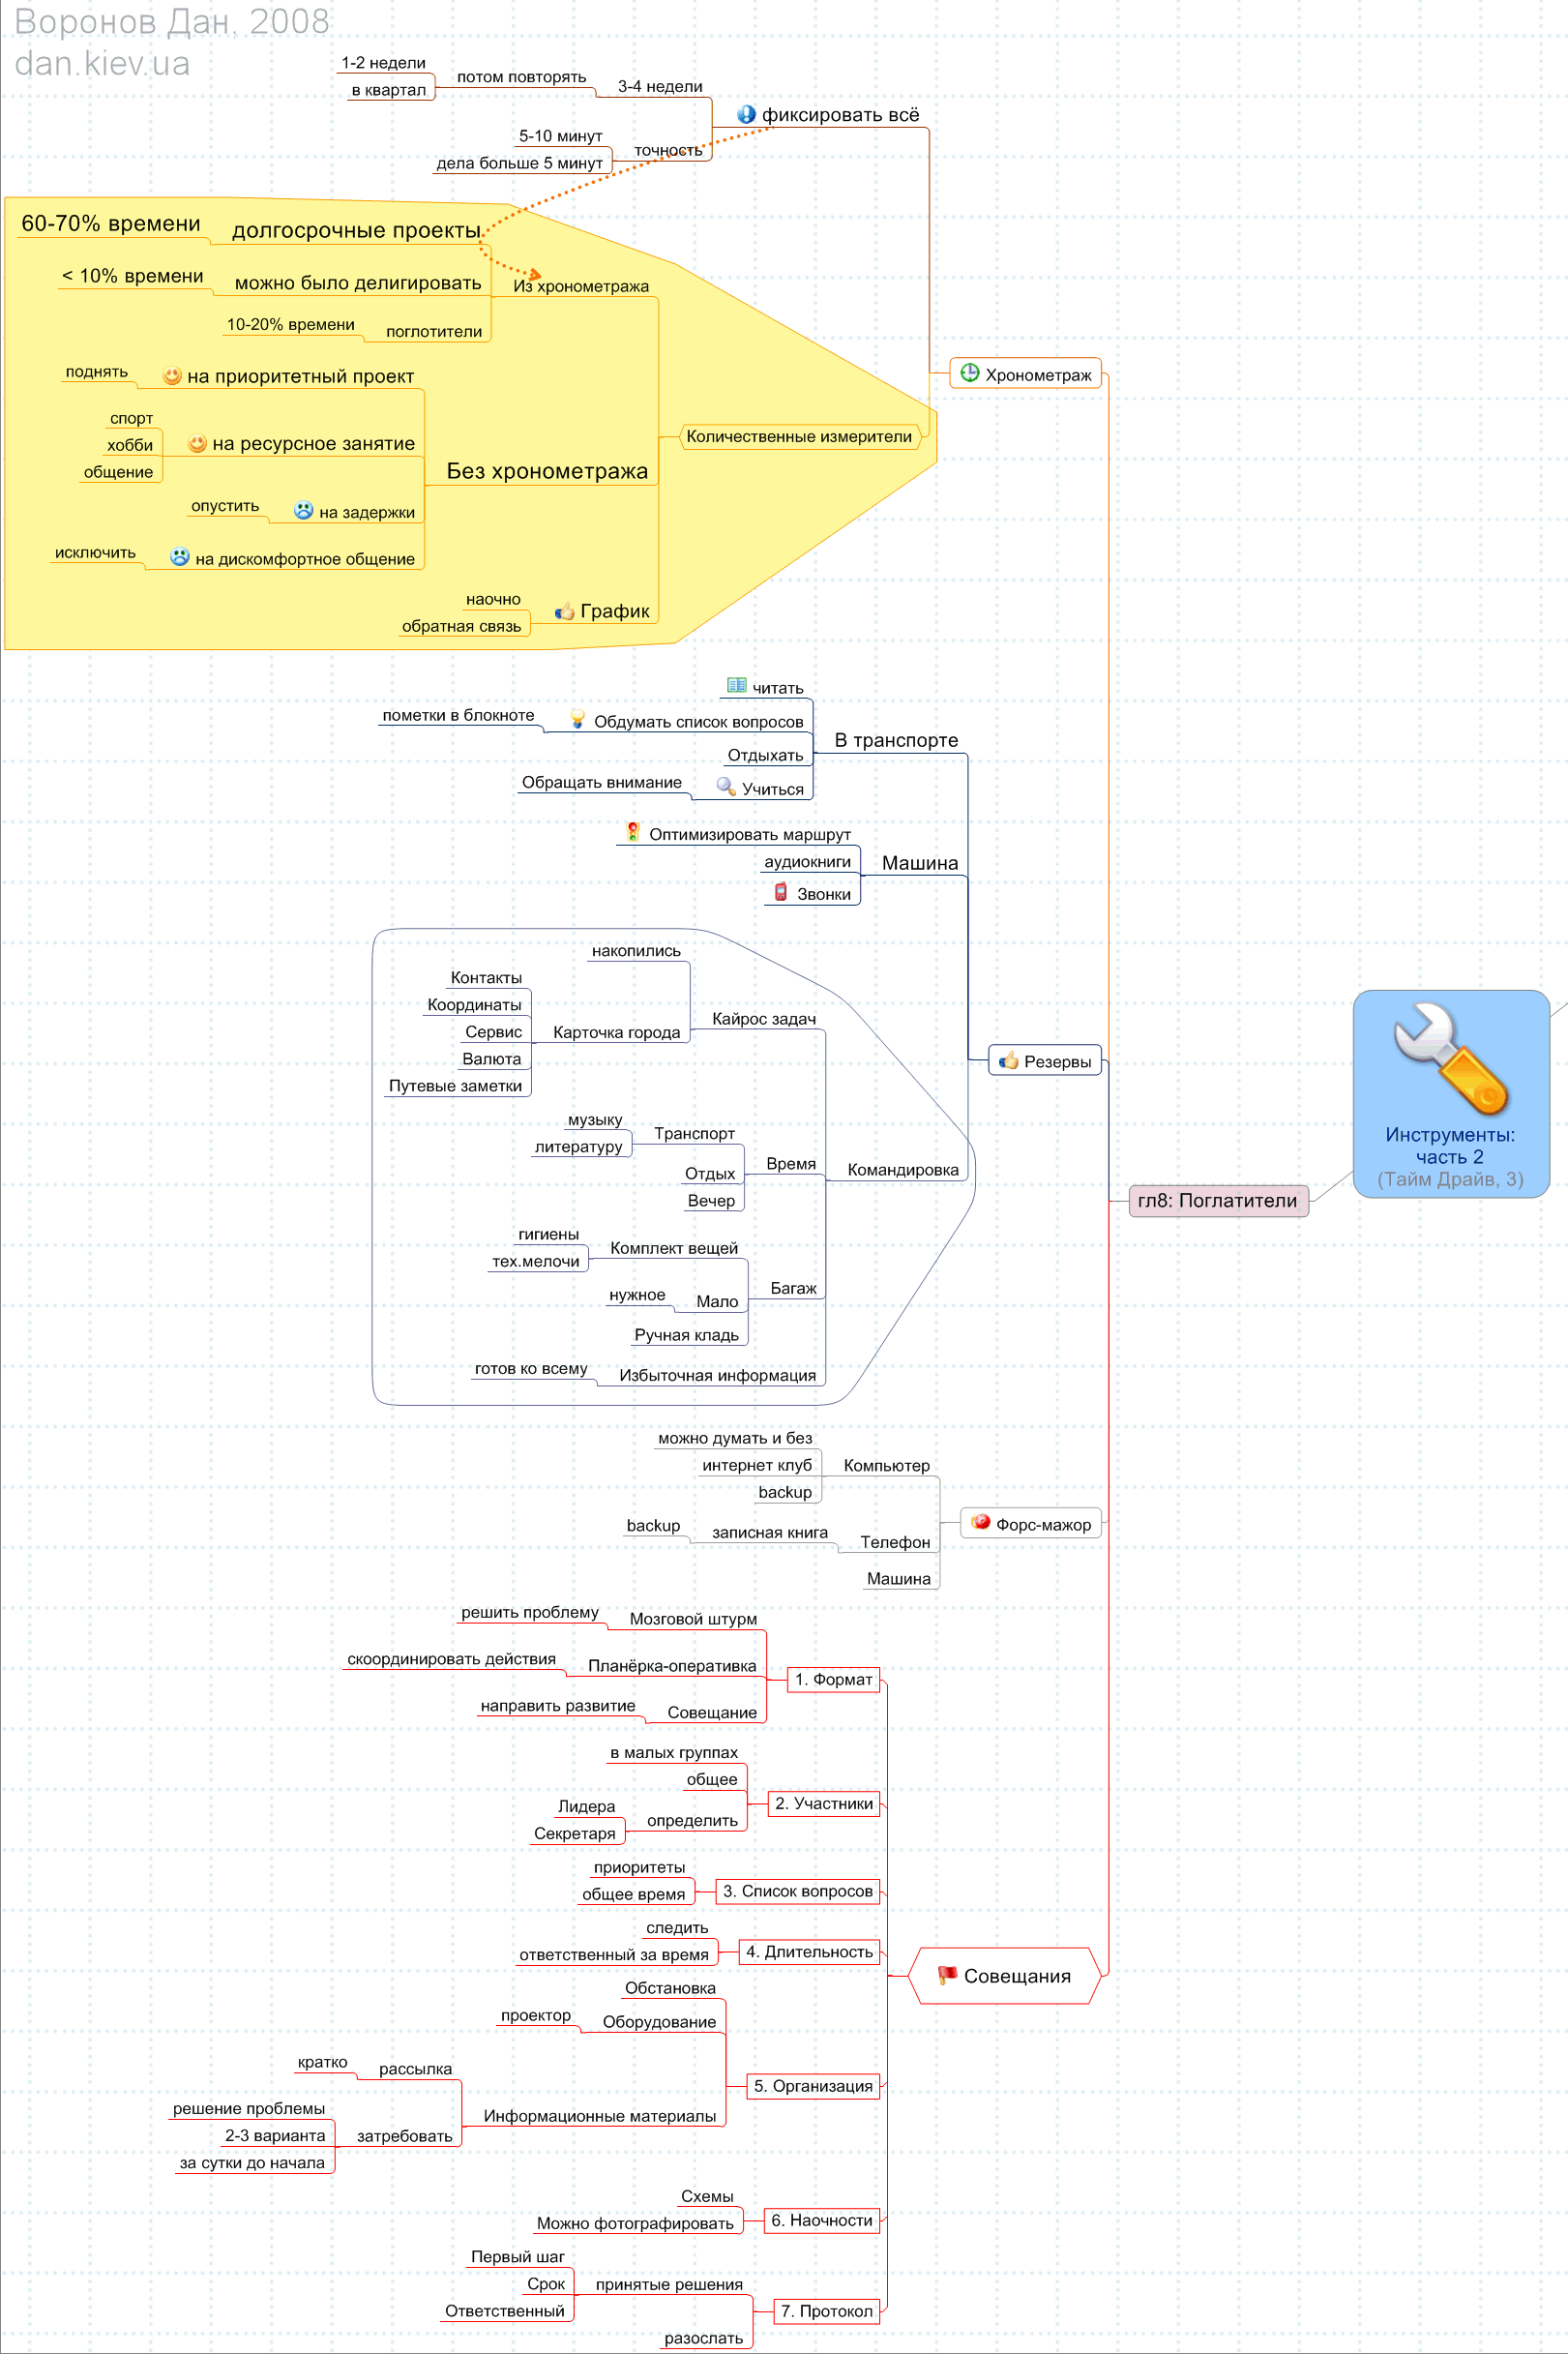 Воронов Дан, 2008
dan.kiev.ua
1-2 недели
в квартал
потом повторять
3-4 недели
фиксировать всё
5-10 минут
дела больше 5 минут
точность
60-70% времени
долгосрочные проекты
< 10% времени
можно было делигировать
Из хронометража
10-20% времени
поглотители
поднять
на приоритетный проект
Хронометраж
спорт
хобби
общение
на ресурсное занятие
Количественные измерители
Без хронометража
опустить
на задержки
исключить
на дискомфортное общение
наочно
обратная связь
График
читать
пометки в блокноте
Обдумать список вопросов
В транспорте
Отдыхать
Обращать внимание
Учиться
Оптимизировать маршрут
аудиокниги
Машина
Звонки
накопились
Контакты
Координаты
Сервис
Валюта
Путевые заметки
Карточка города
Кайрос задач
Резервы
музыку
литературу
Транспорт
Отдых
Вечер
Время
Командировка
Инструменты:
часть 2
(Тайм Драйв, 3)
гл8: Поглатители
гигиены
тех.мелочи
Комплект вещей
нужное
Мало
Багаж
Ручная кладь
готов ко всему
Избыточная информация
можно думать и без
интернет клуб
backup
Компьютер
backup
записная книга
Телефон
Форс-мажор
Машина
решить проблему
Мозговой штурм
скоординировать действия
Планёрка-оперативка
1. Формат
направить развитие
Совещание
в малых группах
общее
2. Участники
Лидера
Секретаря
определить
приоритеты
общее время
3. Список вопросов
следить
ответственный за время
4. Длительность
Совещания
Обстановка
проектор
Оборудование
5. Организация
кратко
рассылка
Информационные материалы
решение проблемы
2-3 варианта
за сутки до начала
затребовать
Схемы
Можно фотографировать
6. Наочности
Первый шаг
Срок
Ответственный
принятые решения
7. Протокол
разослать